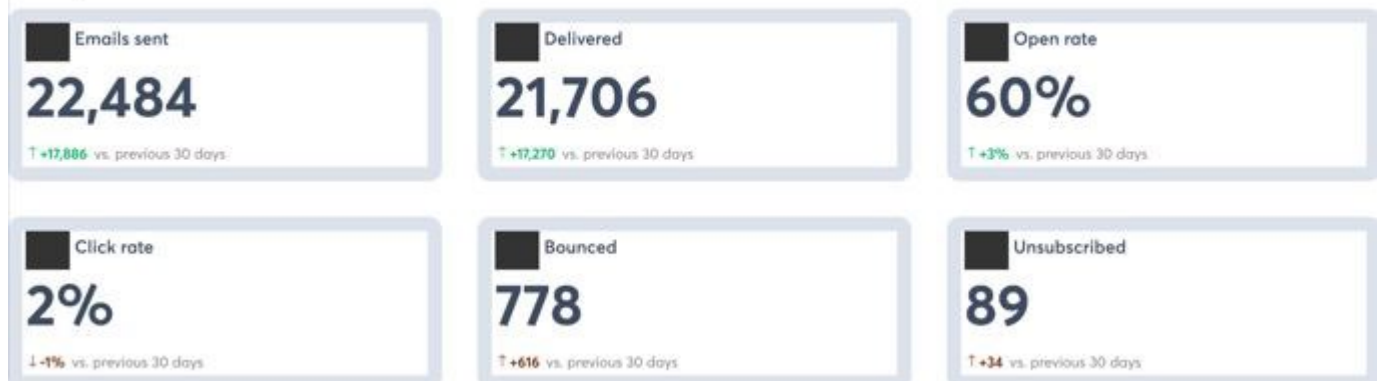 Emails sent
22,484
↑ +17,886 vs. previous 30 days
Delivered
21,706
↑ +17,270 vs. previous 30 days
Open rate
60%
↑ +3% vs. previous 30 days
Click rate
2%
↓ -1% vs. previous 30 days
Bounced
778
↑ +616 vs. previous 30 days
Unsubscribed
89
↑ +34 vs. previous 30 days